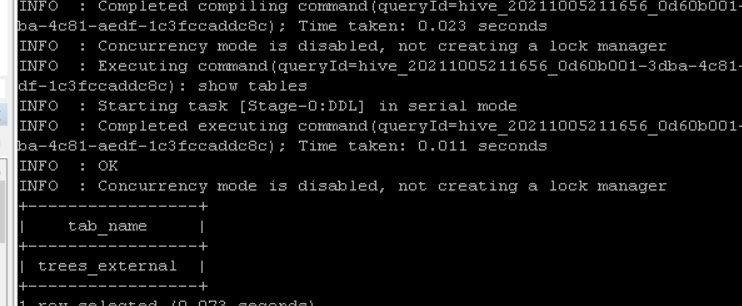 INFO  : Completed compiling command(queryId=hive_20211005211656_0d60b001-
ba-4c81-aedf-1c3fccaddc8c); Time taken: 0.023 seconds
INFO  : Concurrency mode is disabled, not creating a lock manager
INFO  : Executing command(queryId=hive_20211005211656_0d60b001-3dba-4c81-
df-1c3fccaddc8c): show tables
INFO  : Starting task [Stage-0:DDL] in serial mode
INFO  : Completed executing command(queryId=hive_20211005211656_0d60b001-
ba-4c81-aedf-1c3fccaddc8c); Time taken: 0.011 seconds
INFO  : OK
INFO  : Concurrency mode is disabled, not creating a lock manager
+-----------------+
|    tab_name     |
+-----------------+
| trees_external  |
+-----------------+
1 row selected (0.073 seconds)